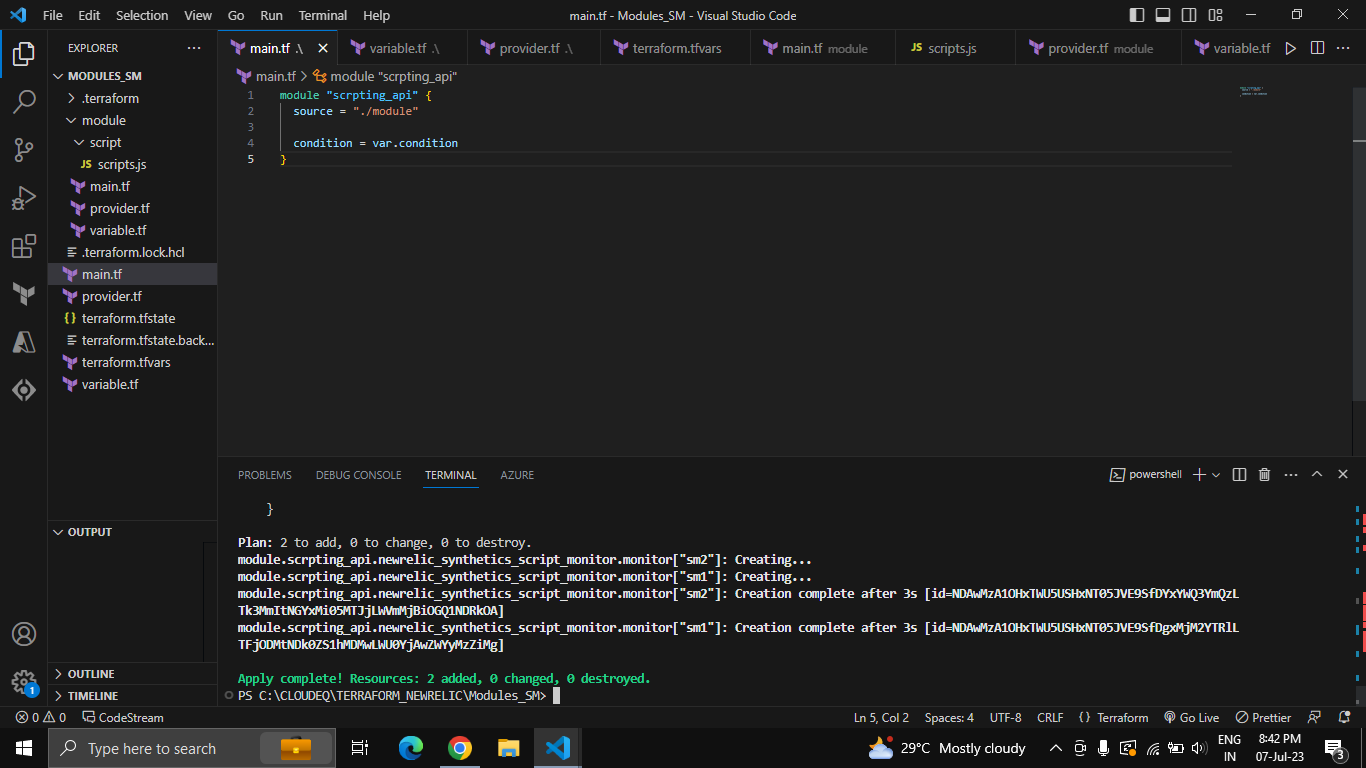 File Edit Selection View Go Run Terminal Help
main.tf - Modules_SM - Visual Studio Code
EXPLORER
MODULES_SM
.terraform
module
script
JS scripts.js
main.tf
provider.tf
variable.tf
.terraform.lock.hcl
main.tf
provider.tf
{} terraform.tfstate
terraform.tfstate.back...
terraform.tfvars
variable.tf
OUTPUT
OUTLINE
TIMELINE
main.tf .\ variable.tf .\ provider.tf .\ terraform.tfvars main.tf module JS scripts.js provider.tf module variable.tf
main.tf > module "scrpting_api"
1 module "scrpting_api" {
2 source = "./module"
3
4 condition = var.condition
5 }
PROBLEMS DEBUG CONSOLE TERMINAL AZURE
powershell
}
Plan: 2 to add, 0 to change, 0 to destroy.
module.scrpting_api.newrelic_synthetics_script_monitor.monitor["sm2"]: Creating...
module.scrpting_api.newrelic_synthetics_script_monitor.monitor["sm1"]: Creating...
module.scrpting_api.newrelic_synthetics_script_monitor.monitor["sm2"]: Creation complete after 3s [id=NDAwMzA1OHxTWU5USHxNT05JVE9SfDYxYWQ3YmQzL
Tk3MmItNGYxMi05MTJjLWVmMjBiOGQ1NDRkOA]
module.scrpting_api.newrelic_synthetics_script_monitor.monitor["sm1"]: Creation complete after 3s [id=NDAwMzA1OHxTWU5USHxNT05JVE9SfDgxMjM2YTRlL
TFjODMtNDk0ZS1hMDMwLWU0YjAwZWYyMzZiMg]
Apply complete! Resources: 2 added, 0 changed, 0 destroyed.
PS C:\CLOUDEQ\TERRAFORM_NEWRELIC\Modules_SM>
1
0 0 CodeStream
Ln 5, Col 2 Spaces: 4 UTF-8 CRLF {} Terraform Go Live Prettier
Type here to search
29°C Mostly cloudy
ENG
IN
8:42 PM
07-Jul-23
3